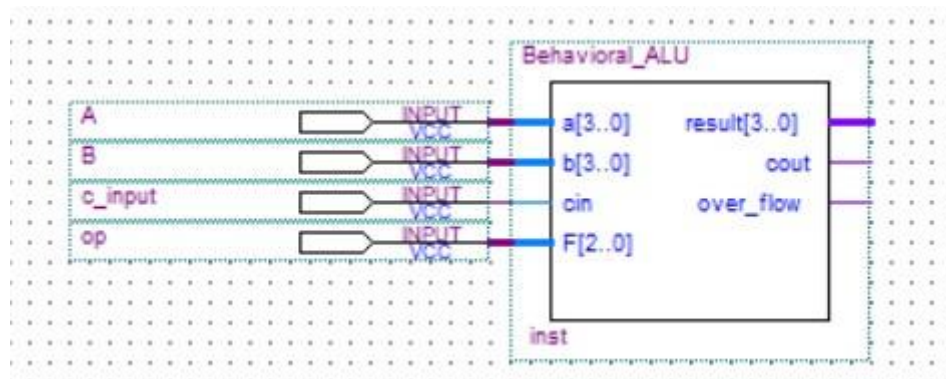 Behavioral_ALU
A INPUT VCC a[3..0] result[3..0]
B INPUT VCC b[3..0] cout
c_input INPUT VCC cin over_flow
op INPUT VCC F[2..0]
inst